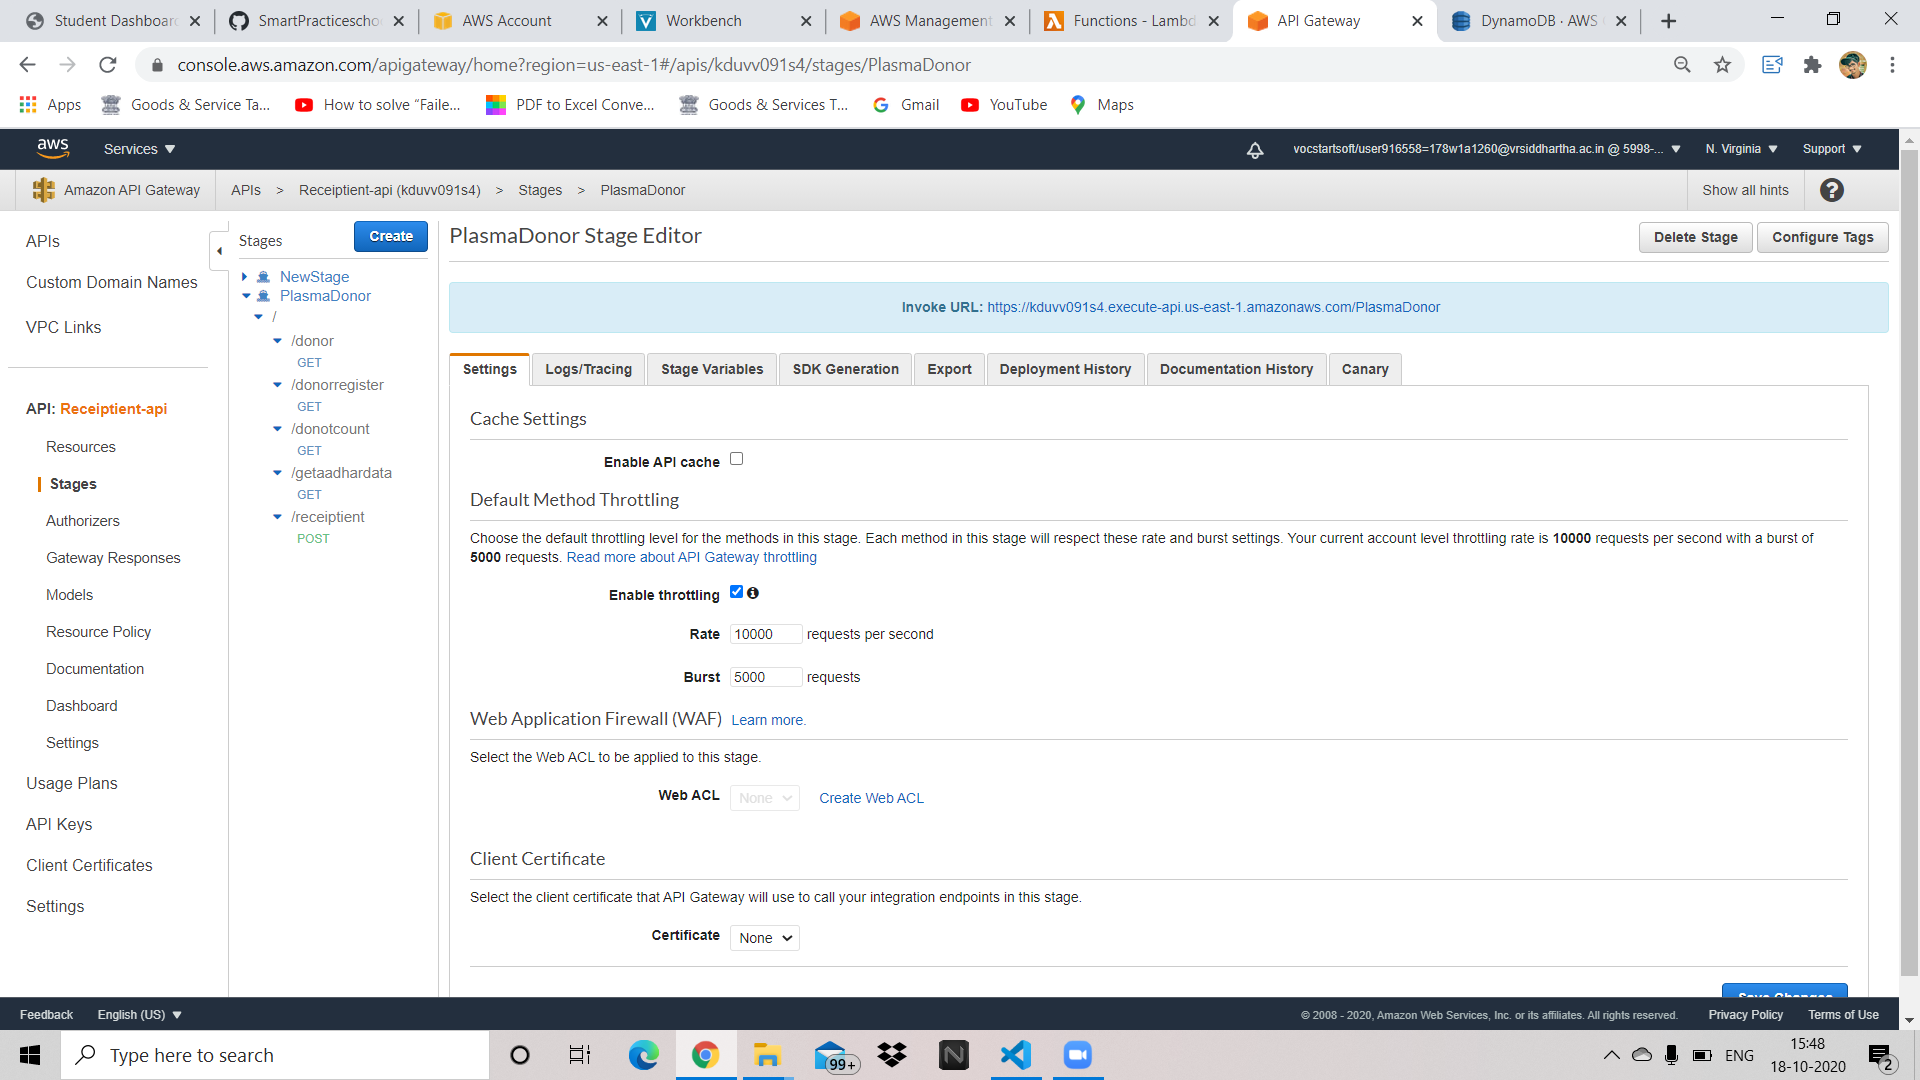 Student Dashboard
SmartPracticescho
AWS Account
Workbench
AWS Management
Functions - Lambd
API Gateway
DynamoDB · AWS
console.aws.amazon.com/apigateway/home?region=us-east-1#/apis/kduvv091s4/stages/PlasmaDonor
Apps
Goods & Service Ta...
How to solve “Faile...
PDF to Excel Conve...
Goods & Services T...
Gmail
YouTube
Maps
aws
Services
vocstartsoft/user916558=178w1a1260@vrsiddhartha.ac.in @ 5998-...
N. Virginia
Support
Amazon API Gateway
APIs > Receiptient-api (kduvv091s4) > Stages > PlasmaDonor
Show all hints
APIs
Custom Domain Names
VPC Links
API: Receiptient-api
Resources
Stages
Authorizers
Gateway Responses
Models
Resource Policy
Documentation
Dashboard
Settings
Usage Plans
API Keys
Client Certificates
Settings
Stages
Create
NewStage
PlasmaDonor
/
/donor
GET
/donorregister
GET
/donotcount
GET
/getaadhardata
GET
/receiptient
POST
PlasmaDonor Stage Editor
Delete Stage
Configure Tags
Invoke URL: https://kduvv091s4.execute-api.us-east-1.amazonaws.com/PlasmaDonor
Settings
Logs/Tracing
Stage Variables
SDK Generation
Export
Deployment History
Documentation History
Canary
Cache Settings
Enable API cache
Default Method Throttling
Choose the default throttling level for the methods in this stage. Each method in this stage will respect these rate and burst settings. Your current account level throttling rate is 10000 requests per second with a burst of
5000 requests. Read more about API Gateway throttling
Enable throttling
Rate 10000 requests per second
Burst 5000 requests
Web Application Firewall (WAF) Learn more.
Select the Web ACL to be applied to this stage.
Web ACL None Create Web ACL
Client Certificate
Select the client certificate that API Gateway will use to call your integration endpoints in this stage.
Certificate None
Save Changes
Feedback
English (US)
© 2008 - 2020, Amazon Web Services, Inc. or its affiliates. All rights reserved.
Privacy Policy
Terms of Use
Type here to search
99+
ENG
15:48
18-10-2020
2